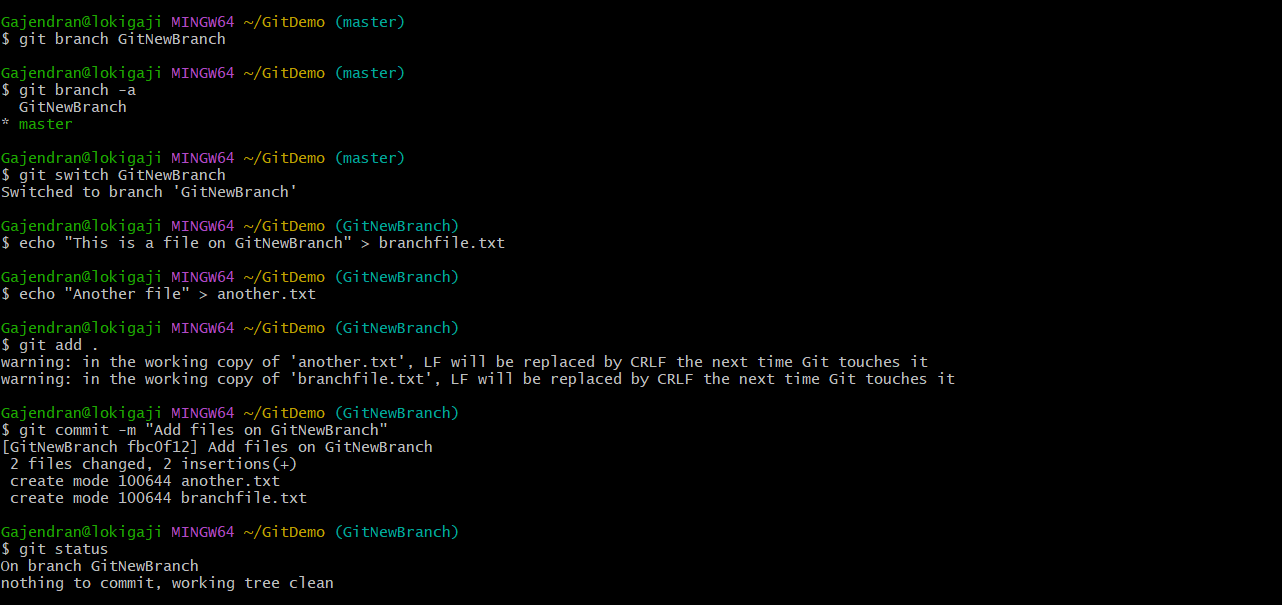 Gajendran@lokigaji MINGW64 ~/GitDemo (master)
$ git branch GitNewBranch
Gajendran@lokigaji MINGW64 ~/GitDemo (master)
$ git branch -a
  GitNewBranch
* master
Gajendran@lokigaji MINGW64 ~/GitDemo (master)
$ git switch GitNewBranch
Switched to branch 'GitNewBranch'
Gajendran@lokigaji MINGW64 ~/GitDemo (GitNewBranch)
$ echo "This is a file on GitNewBranch" > branchfile.txt
Gajendran@lokigaji MINGW64 ~/GitDemo (GitNewBranch)
$ echo "Another file" > another.txt
Gajendran@lokigaji MINGW64 ~/GitDemo (GitNewBranch)
$ git add .
warning: in the working copy of 'another.txt', LF will be replaced by CRLF the next time Git touches it
warning: in the working copy of 'branchfile.txt', LF will be replaced by CRLF the next time Git touches it
Gajendran@lokigaji MINGW64 ~/GitDemo (GitNewBranch)
$ git commit -m "Add files on GitNewBranch"
[GitNewBranch fbc0f12] Add files on GitNewBranch
 2 files changed, 2 insertions(+)
 create mode 100644 another.txt
 create mode 100644 branchfile.txt
Gajendran@lokigaji MINGW64 ~/GitDemo (GitNewBranch)
$ git status
On branch GitNewBranch
nothing to commit, working tree clean